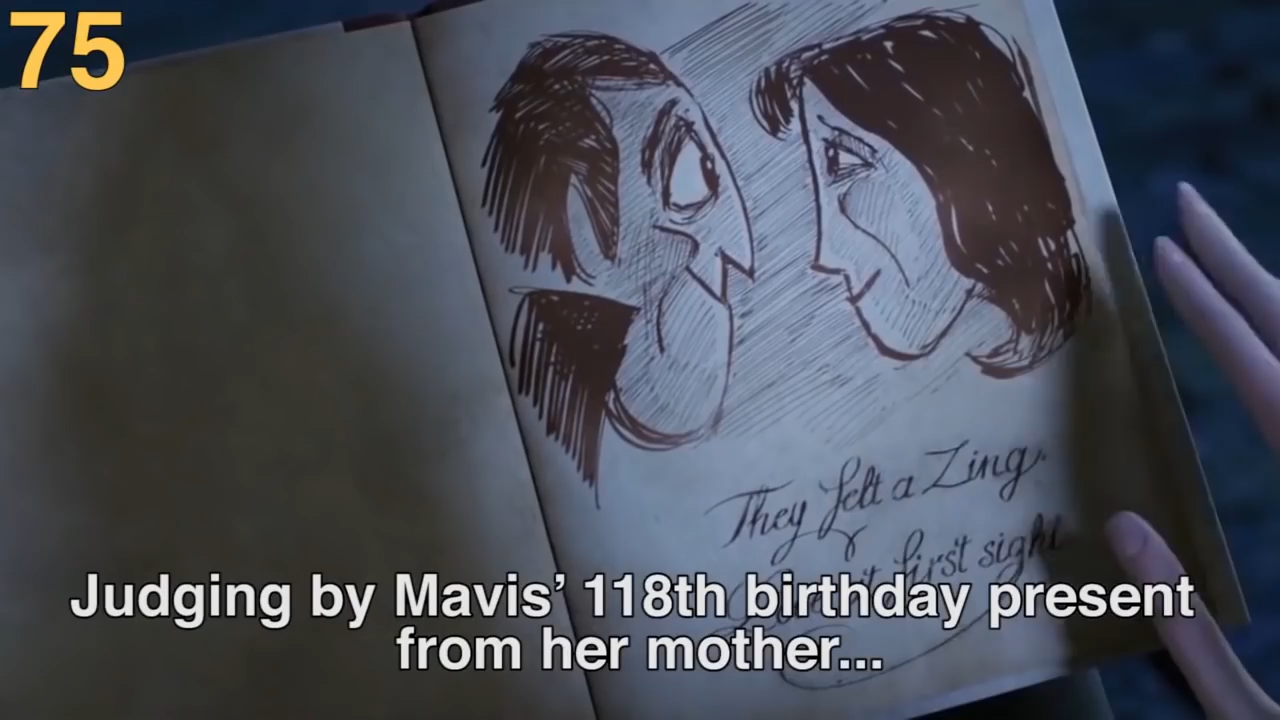 75
They felt a Zing.
first sight
Judging by Mavis’ 118th birthday present
from her mother...